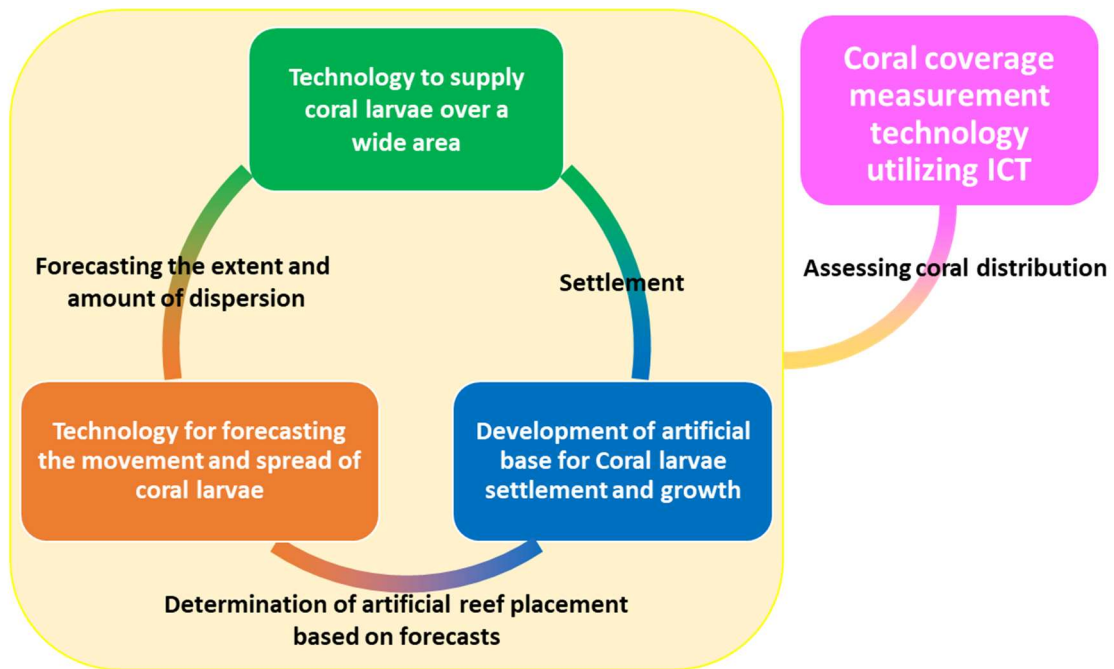 Technology to supply
coral larvae over a
wide area
Coral coverage
measurement
technology
utilizing ICT
Forecasting the extent and
amount of dispersion
Settlement
Assessing coral distribution
Technology for forecasting
the movement and spread of
coral larvae
Development of artificial
base for Coral larvae
settlement and growth
Determination of artificial reef placement
based on forecasts